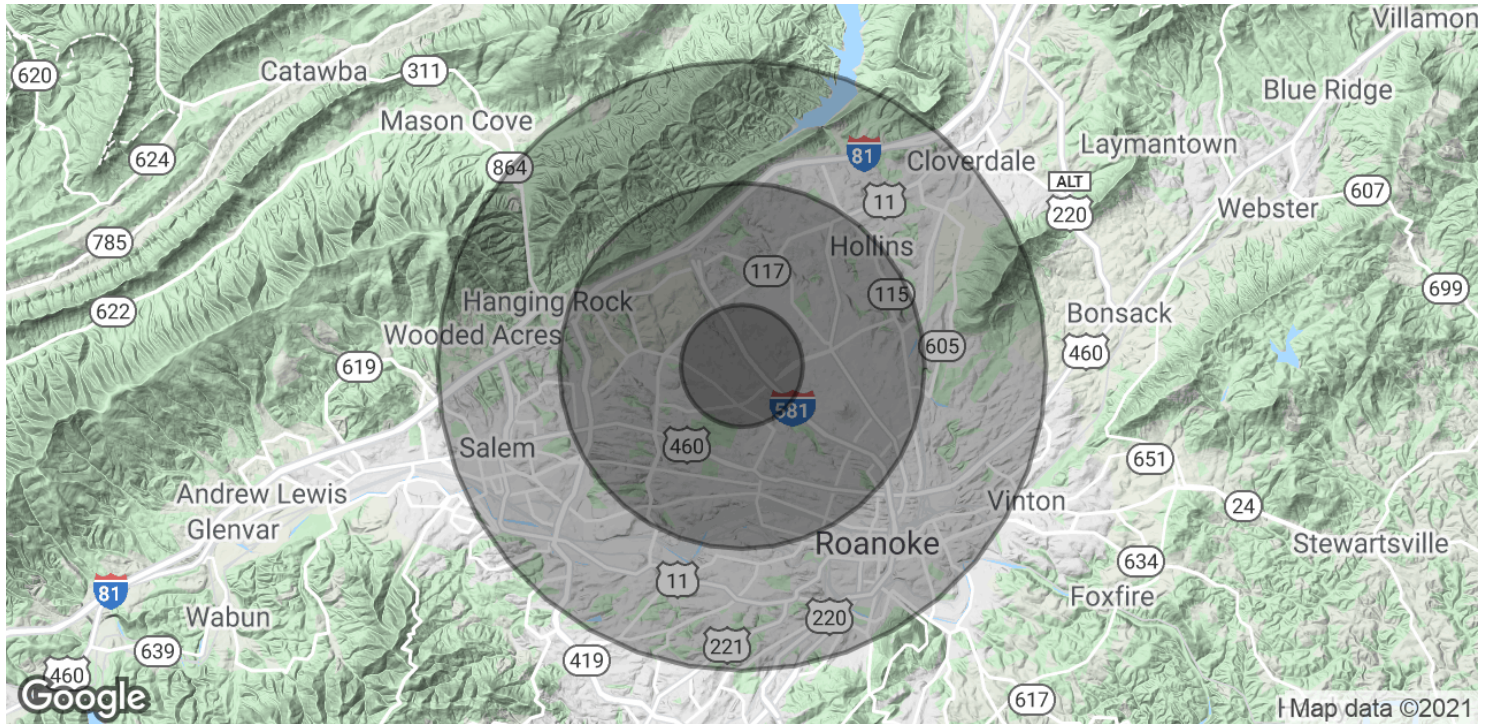 Villamon
620
Catawba
311
Blue Ridge
Mason Cove
624
864
81
Cloverdale
Laymantown
ALT
220
11
607
Webster
785
Hollins
117
115
699
622
Hanging Rock
Bonsack
Wooded Acres
605
460
619
581
460
Salem
651
Andrew Lewis
Vinton
24
Glenvar
Roanoke
Stewartsville
634
11
81
Foxfire
Wabun
220
221
639
419
460
617
Google
Map data ©2021